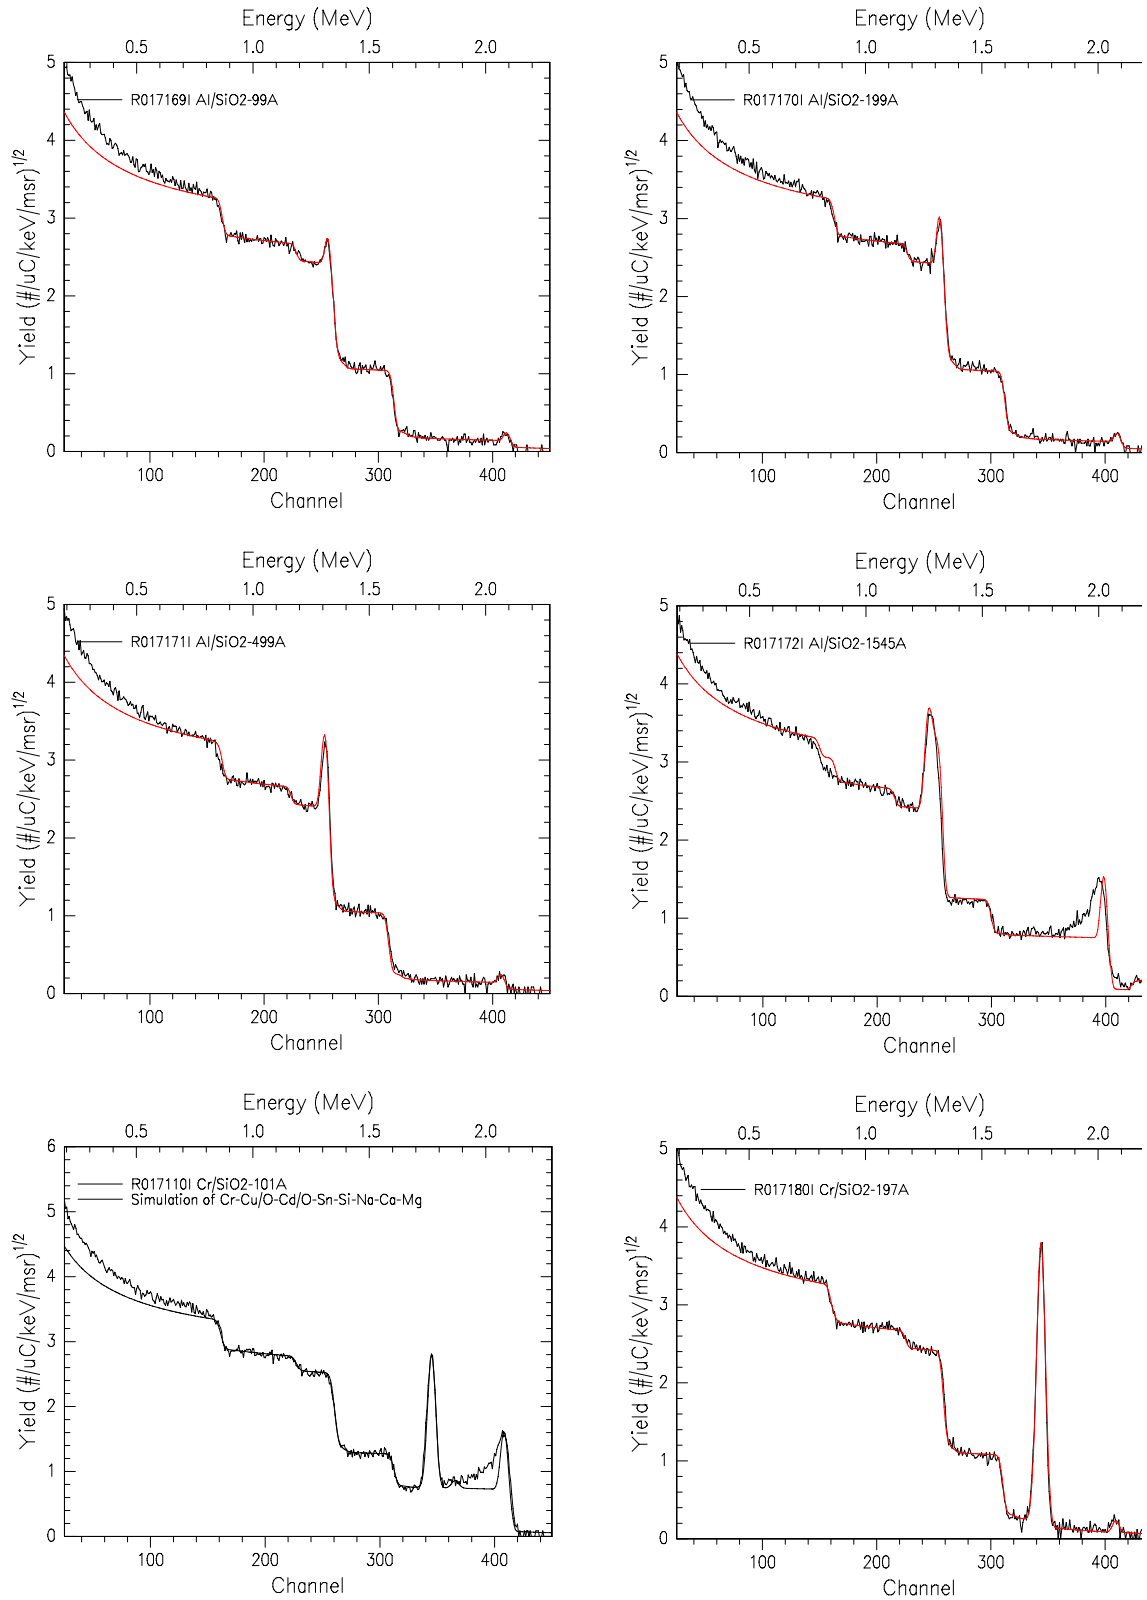 Energy (MeV)
0.5 1.0 1.5 2.0
5
4
3
2
1
0
Yield (#/uC/keV/msr)1/2
R017169I Al/SiO2-99A
100 200 300 400
Channel
Energy (MeV)
0.5 1.0 1.5 2.0
5
4
3
2
1
0
Yield (#/uC/keV/msr)1/2
R017170I Al/SiO2-199A
100 200 300 400
Channel
Energy (MeV)
0.5 1.0 1.5 2.0
5
4
3
2
1
0
Yield (#/uC/keV/msr)1/2
R017171I Al/SiO2-499A
100 200 300 400
Channel
Energy (MeV)
0.5 1.0 1.5 2.0
5
4
3
2
1
0
Yield (#/uC/keV/msr)1/2
R017172I Al/SiO2-1545A
100 200 300 400
Channel
Energy (MeV)
0.5 1.0 1.5 2.0
6
5
4
3
2
1
0
Yield (#/uC/keV/msr)1/2
R017110I Cr/SiO2-101A
Simulation of Cr-Cu/O-Cd/O-Sn-Si-Na-Ca-Mg
100 200 300 400
Channel
Energy (MeV)
0.5 1.0 1.5 2.0
5
4
3
2
1
0
Yield (#/uC/keV/msr)1/2
R017180I Cr/SiO2-197A
100 200 300 400
Channel